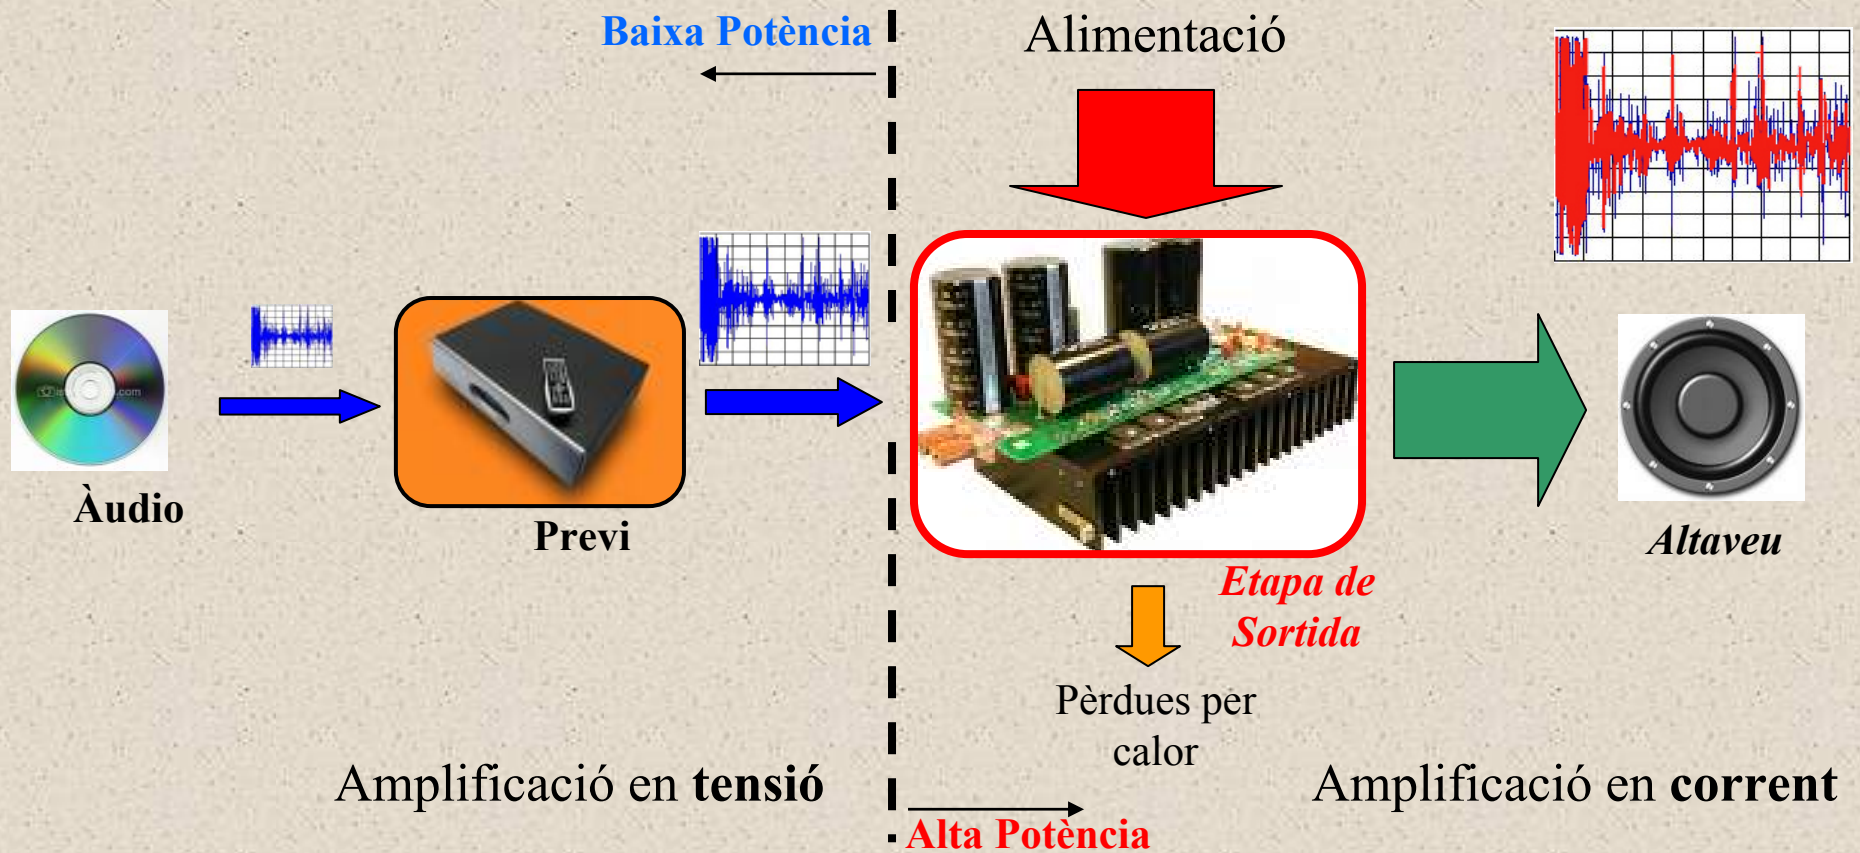 Baixa Potència
Alimentació
Àudio
Previ
Altaveu
Etapa de
Sortida
Pèrdues per
calor
Amplificació en tensió
Amplificació en corrent
Alta Potència